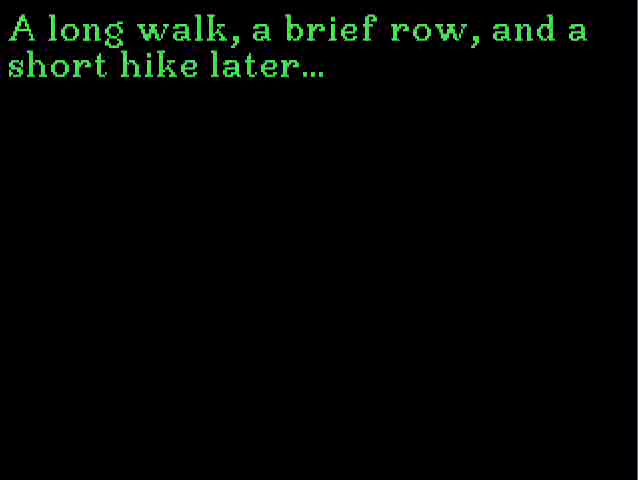 A long walk, a brief row, and a
short hike later...